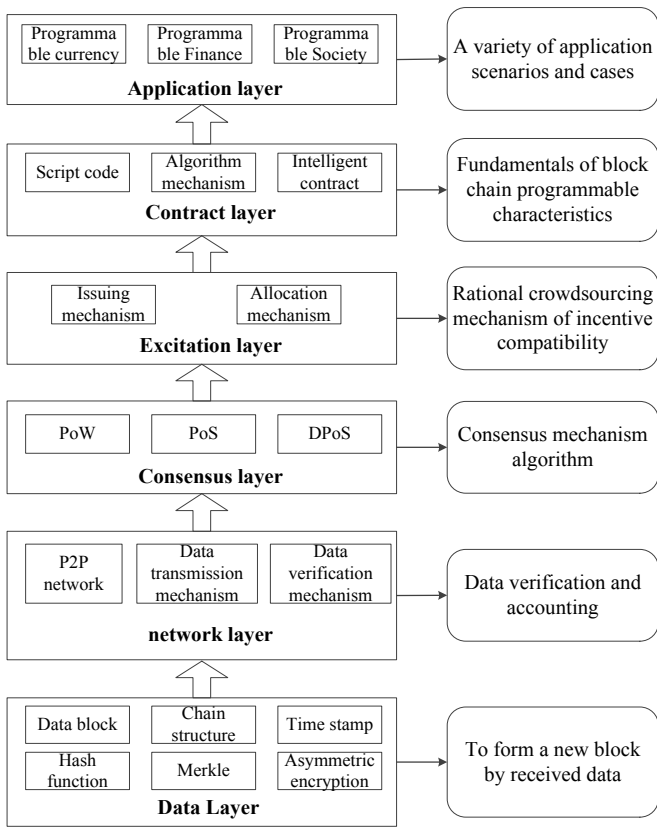 Programma
ble currency
Programma
ble Finance
Programma
ble Society
Application layer
A variety of application
scenarios and cases
Script code
Algorithm
mechanism
Intelligent
contract
Contract layer
Fundamentals of block
chain programmable
characteristics
Issuing
mechanism
Allocation
mechanism
Excitation layer
Rational crowdsourcing
mechanism of incentive
compatibility
PoW
PoS
DPoS
Consensus layer
Consensus mechanism
algorithm
P2P
network
Data
transmission
mechanism
Data
verification
mechanism
network layer
Data verification and
accounting
Data block
Chain
structure
Time stamp
Hash
function
Merkle
Asymmetric
encryption
Data Layer
To form a new block
by received data